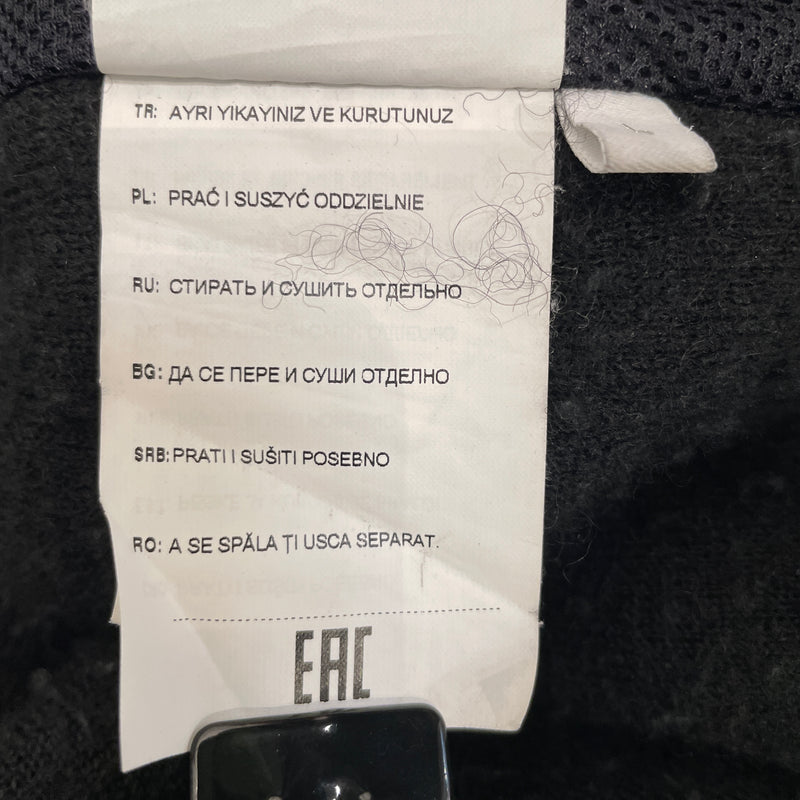 TR: AYRI YIKAYINIZ VE KURUTUNUZ
PL: PRAĆ I SUSZYĆ ODDZIELNIE
RU: СТИРАТЬ И СУШИТЬ ОТДЕЛЬНО
BG: ДА СЕ ПЕРЕ И СУШИ ОТДЕЛНО
SRB: PRATI I SUŠITI POSEBNO
RO: A SE SPĂLA ȚI USCA SEPARAT.
EAC